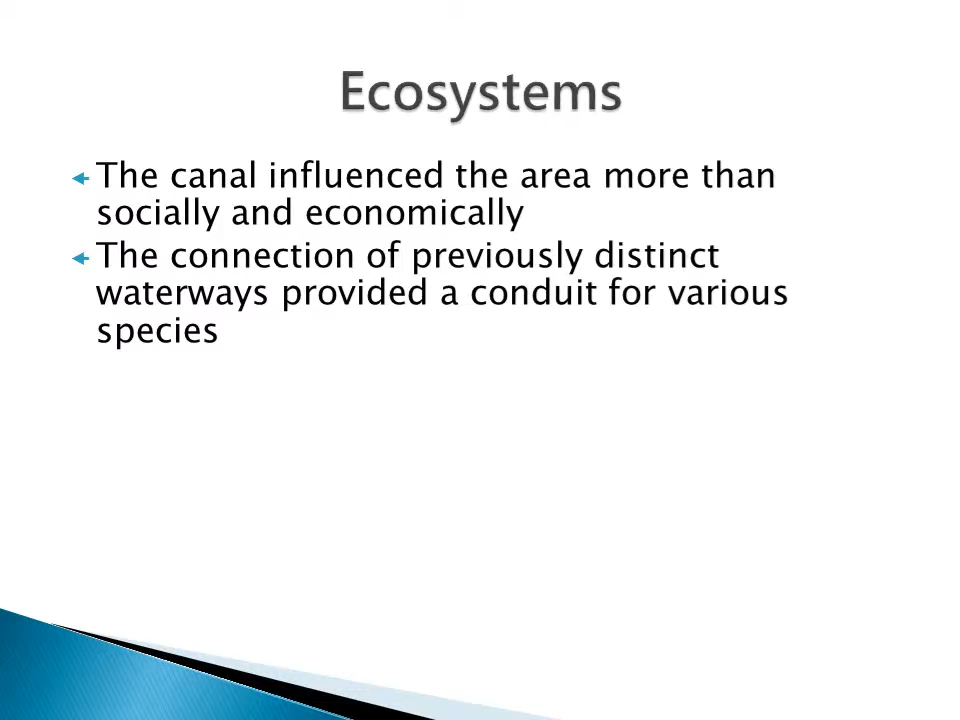 Ecosystems
The canal influenced the area more than
socially and economically
The connection of previously distinct
waterways provided a conduit for various
species